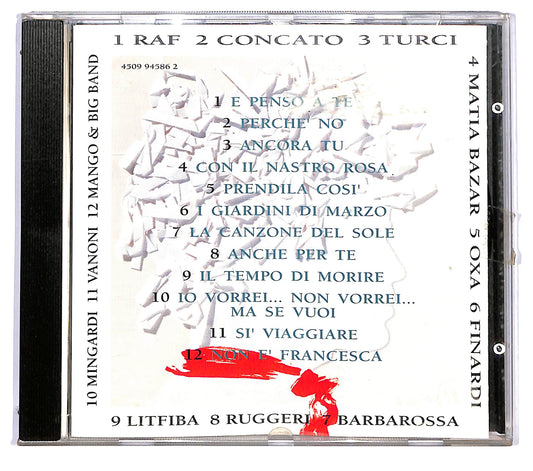 1 RAF 2 CONCATO 3 TURCI
4 MATIA BAZAR 5 OXA 6 FINARDI
9 LITFIBA 8 RUGGERI 7 BARBAROSSA
10 MINGARDI 11 VANONI 12 MANGO & BIG BAND
4509 94586 2
1 E PENSO A TE
2 PERCHE' NO
3 ANCORA TU
4 CON IL NASTRO ROSA
5 PRENDILA COSI'
6 I GIARDINI DI MARZO
7 LA CANZONE DEL SOLE
8 ANCHE PER TE
9 IL TEMPO DI MORIRE
10 IO VORREI... NON VORREI...
MA SE VUOI
11 SI' VIAGGIARE
12 NON E' FRANCESCA